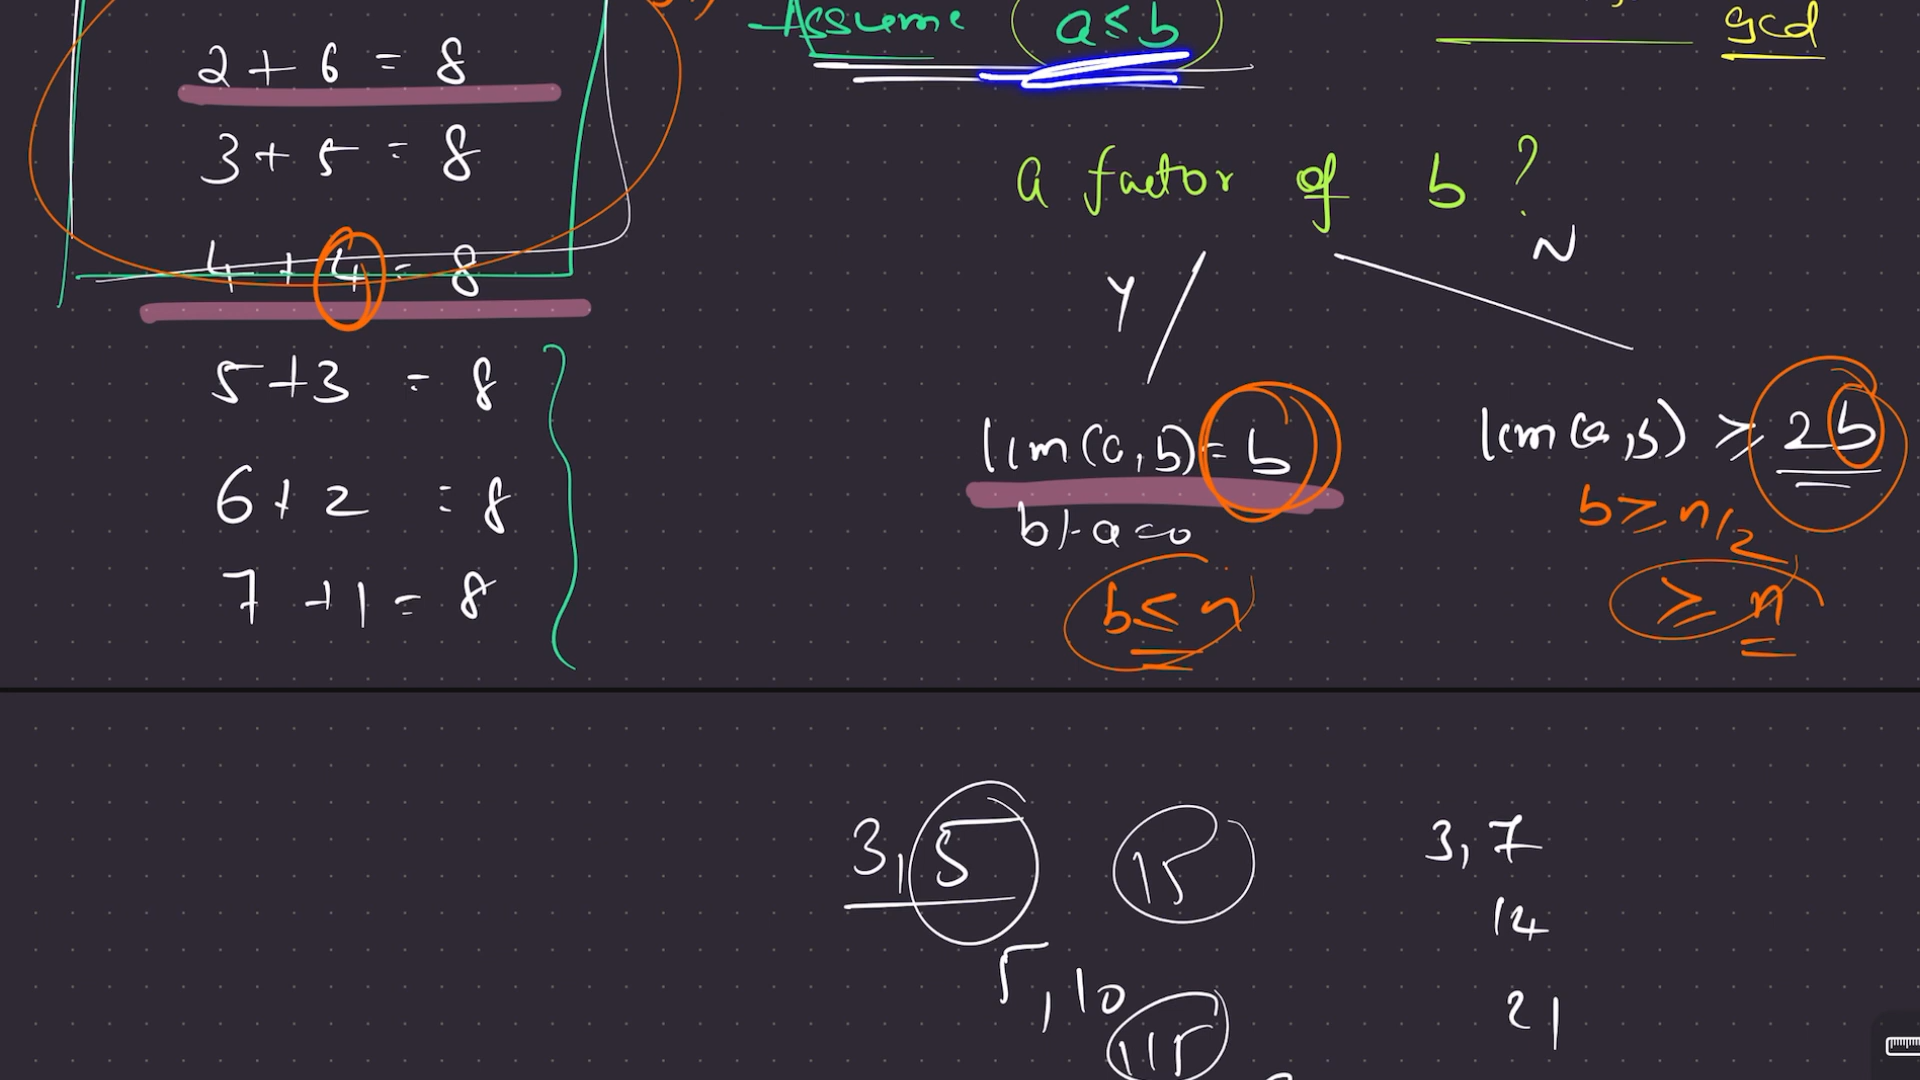 2 + 6 = 8
3 + 5 = 8
4 + 4 = 8
5 + 3 = 8
6 + 2 = 8
7 + 1 = 8
Assume a ≤ b
gcd
a factor of b ?
Y
N
lcm (a, b) = b
b % a = 0
b ≤ n
lcm (a, b) ≥ 2b
b ≥ n/2
≥ n
3, 5 15
5, 10
15
3, 7
14
21